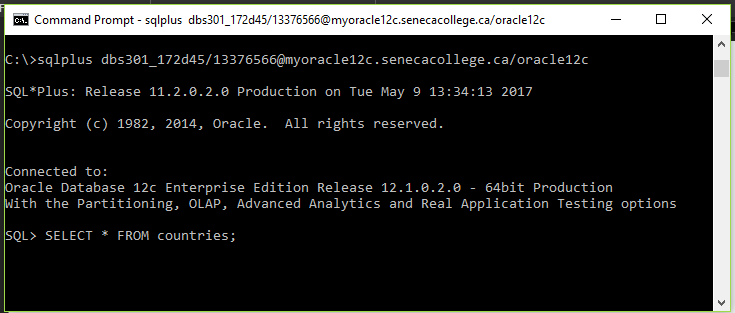 Command Prompt - sqlplus  dbs301_172d45/13376566@myoracle12c.senecacollege.ca/oracle12c
C:\>sqlplus dbs301_172d45/13376566@myoracle12c.senecacollege.ca/oracle12c
SQL*Plus: Release 11.2.0.2.0 Production on Tue May 9 13:34:13 2017
Copyright (c) 1982, 2014, Oracle.  All rights reserved.
Connected to:
Oracle Database 12c Enterprise Edition Release 12.1.0.2.0 - 64bit Production
With the Partitioning, OLAP, Advanced Analytics and Real Application Testing options
SQL> SELECT * FROM countries;